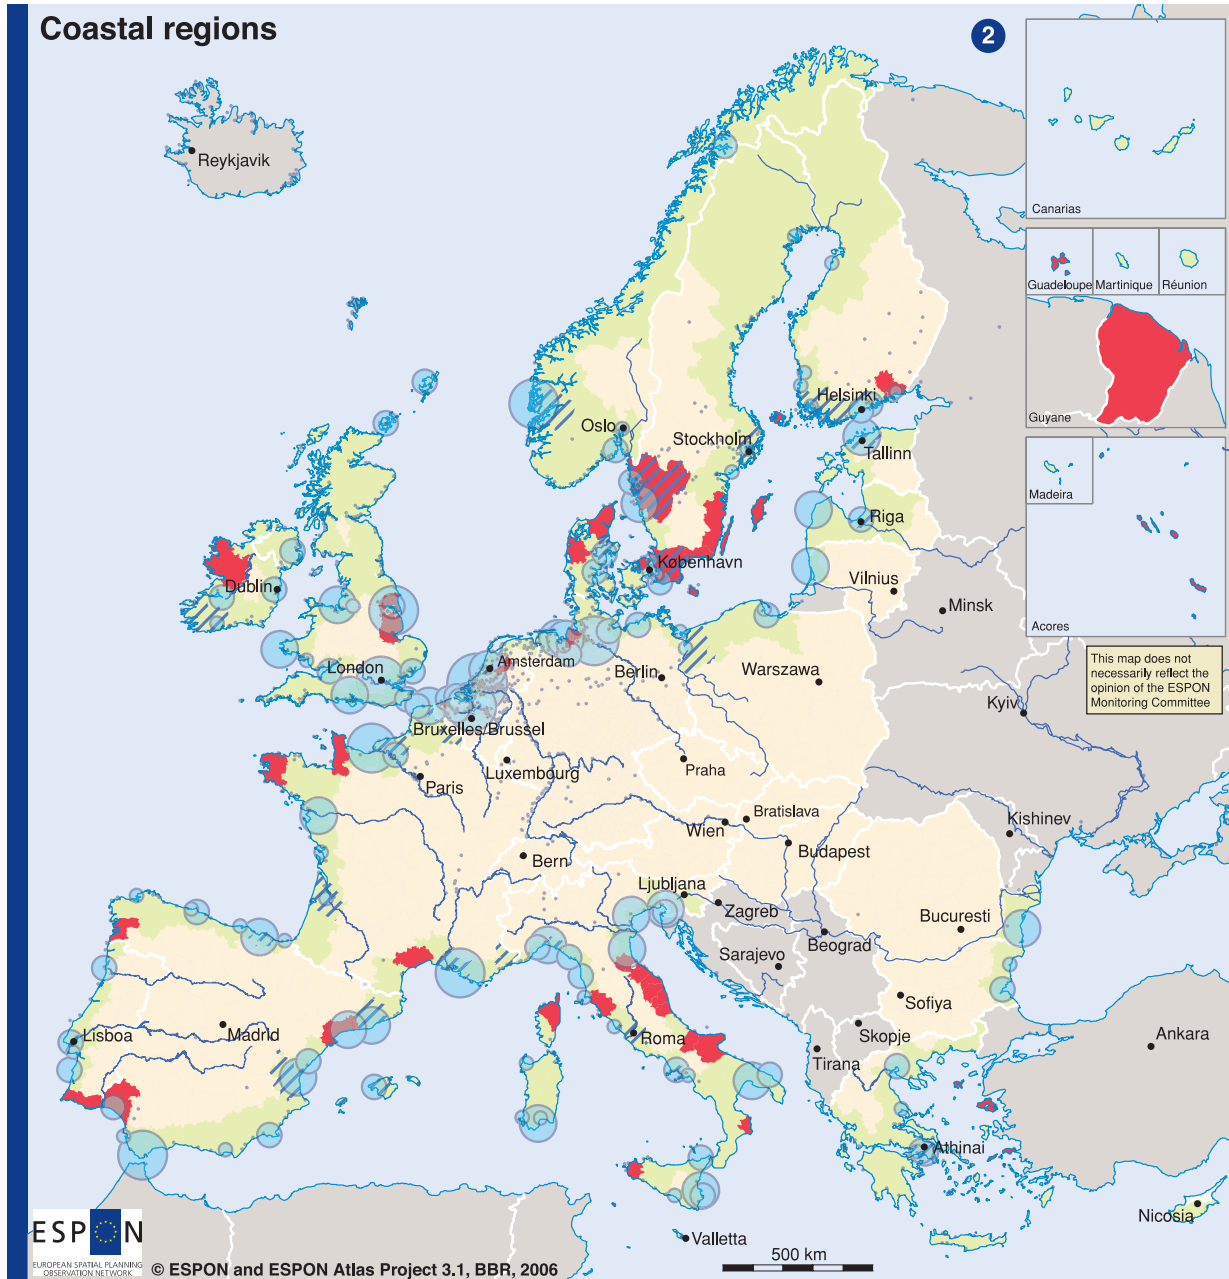 Coastal regions
2
Reykjavik
Canarias
Guadeloupe
Martinique
Réunion
Guyane
Madeira
Acores
This map does not
necessarily reflect the
opinion of the ESPON
Monitoring Committee
Helsinki
Oslo
Stockholm
Tallinn
Riga
København
Vilnius
Minsk
Dublin
London
Amsterdam
Berlin
Warszawa
Kyiv
Bruxelles/Brussel
Luxembourg
Praha
Paris
Wien
Bratislava
Kishinev
Budapest
Bern
Ljubljana
Zagreb
Bucuresti
Beograd
Sarajevo
Sofiya
Lisboa
Madrid
Roma
Skopje
Tirana
Ankara
Athinai
Nicosia
Valletta
500 km
ESPON
EUROPEAN SPATIAL PLANNING
OBSERVATION NETWORK
© ESPON and ESPON Atlas Project 3.1, BBR, 2006